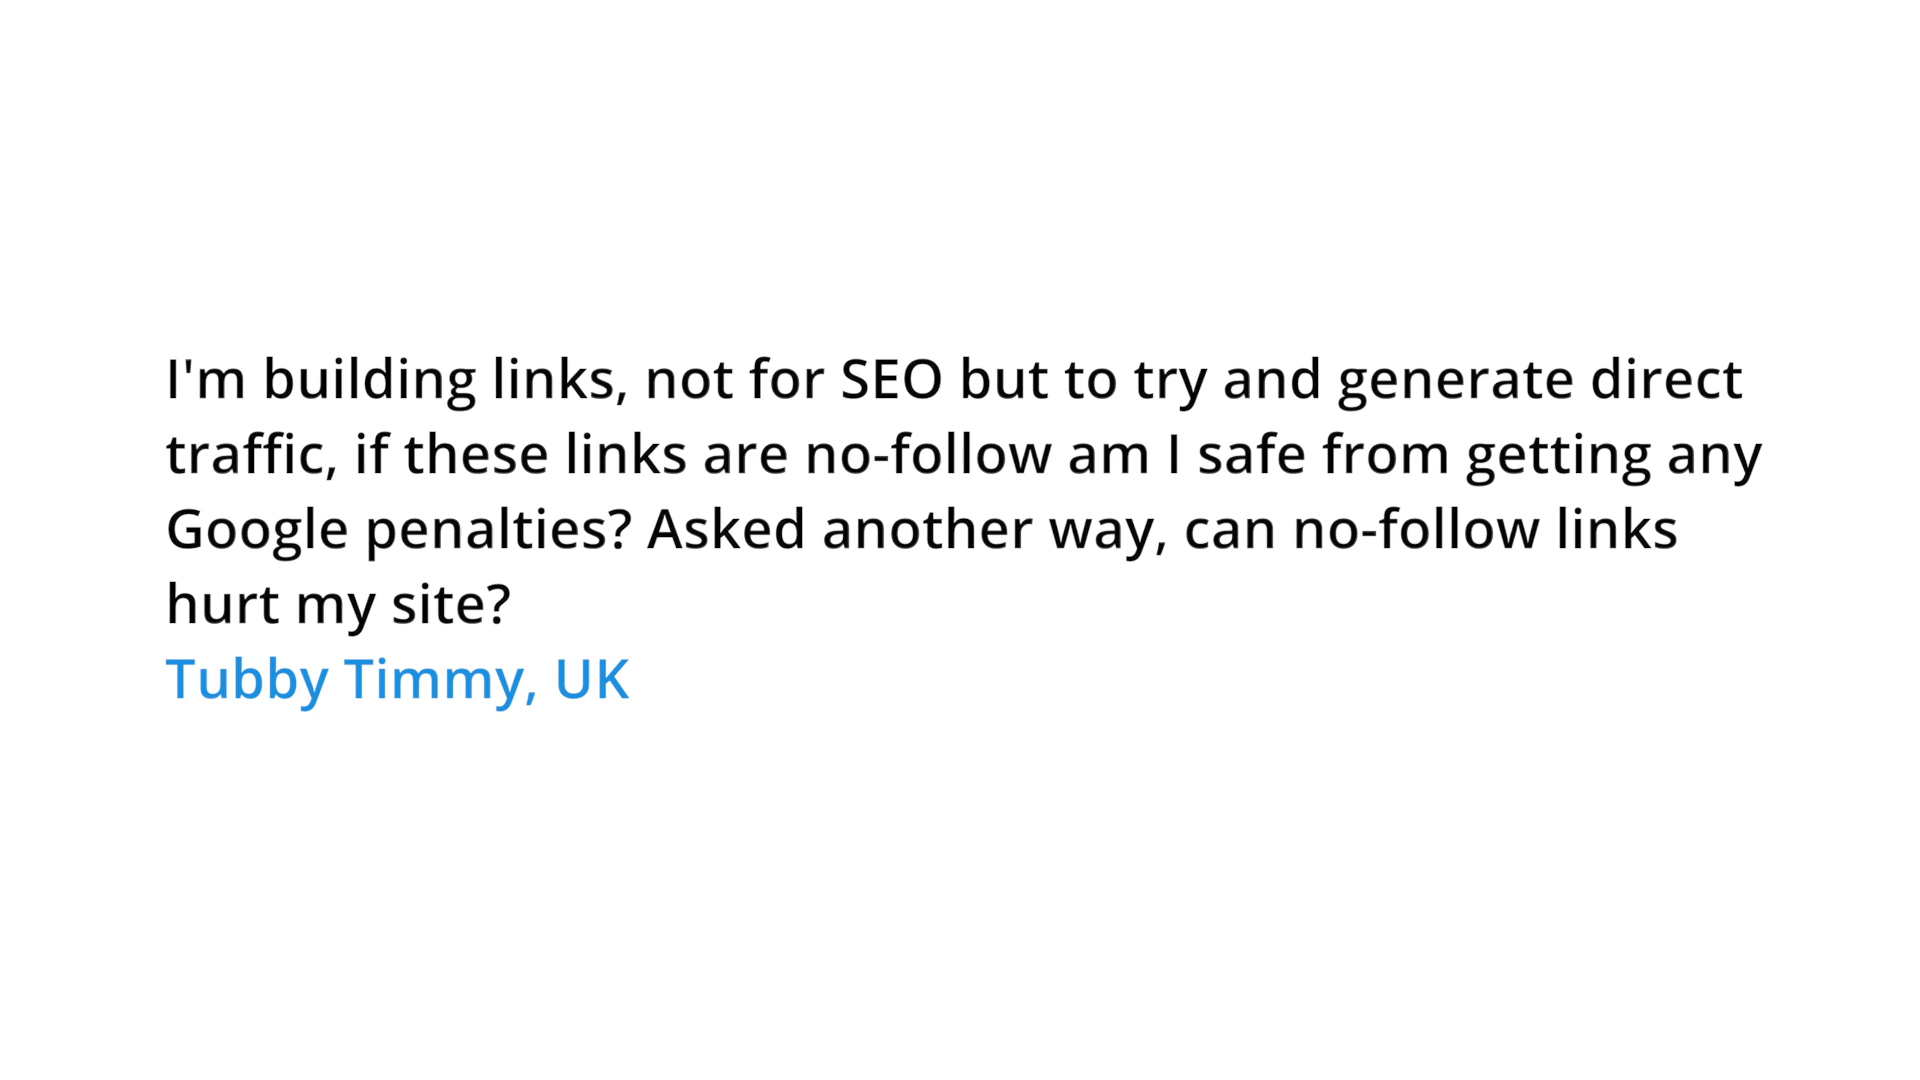 I'm building links, not for SEO but to try and generate direct
traffic, if these links are no-follow am I safe from getting any
Google penalties? Asked another way, can no-follow links
hurt my site?
Tubby Timmy, UK